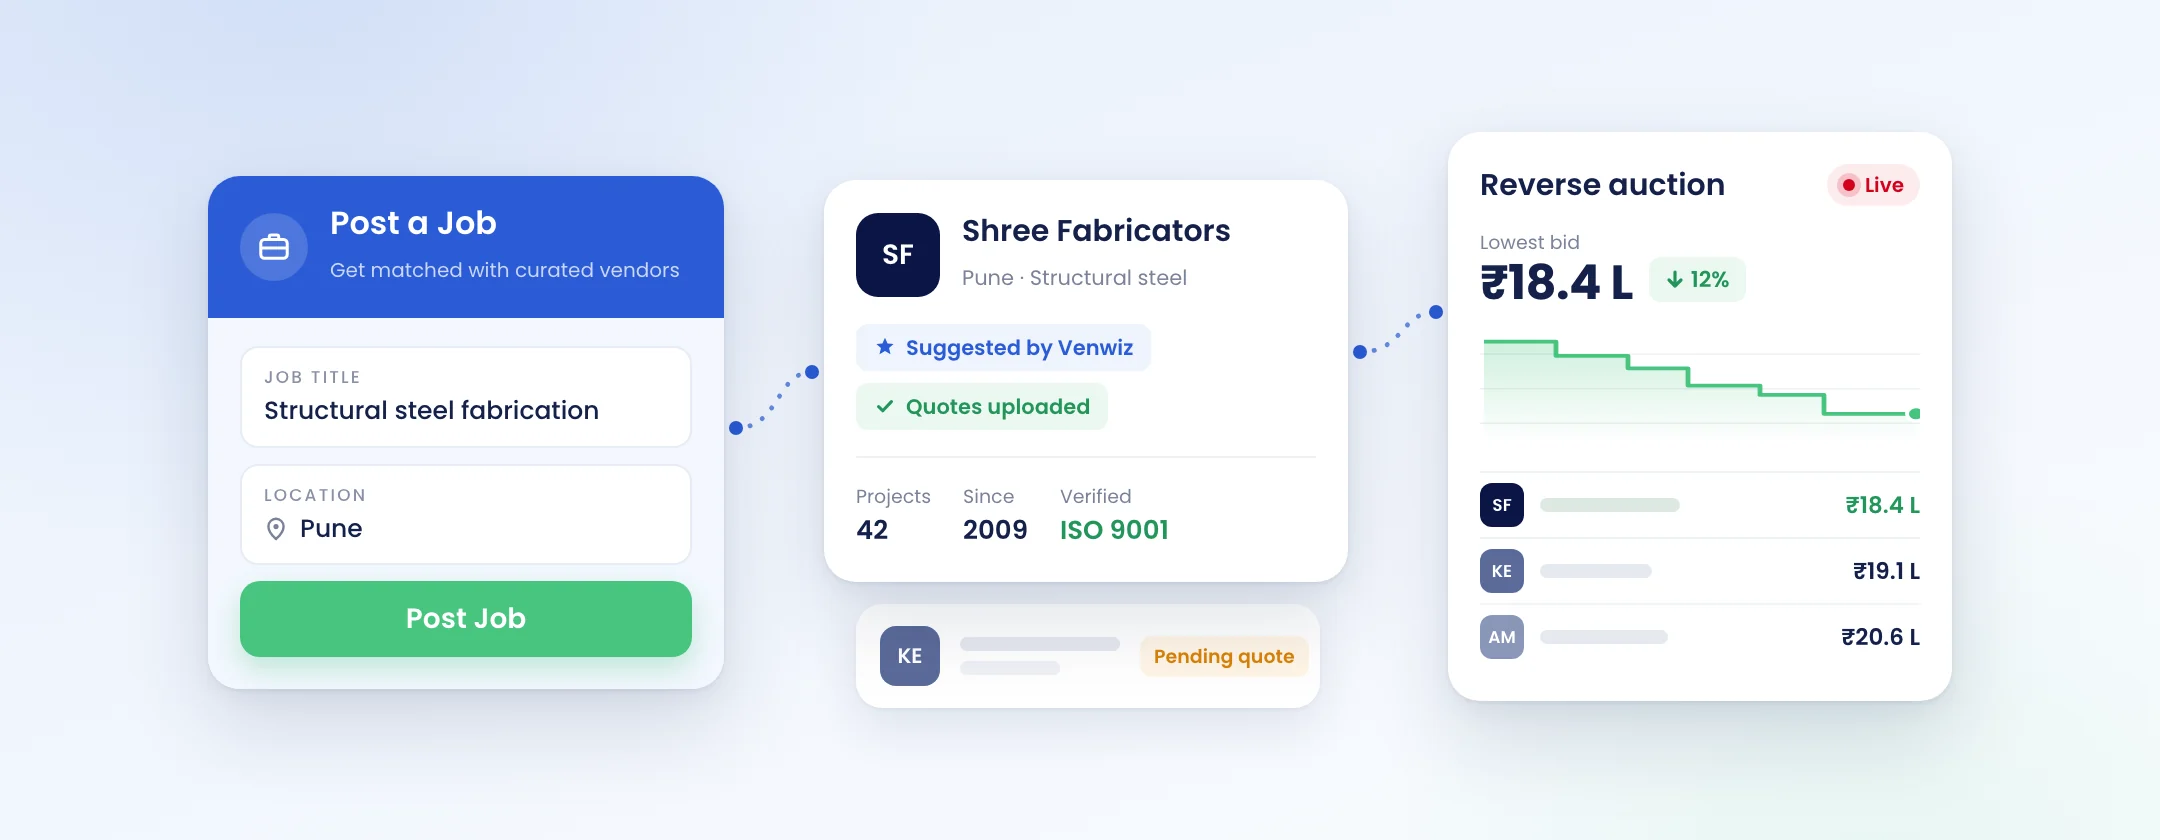 Post a Job
Get matched with curated vendors
JOB TITLE
Structural steel fabrication
LOCATION
Pune
Post Job
SF
Shree Fabricators
Pune · Structural steel
Suggested by Venwiz
Quotes uploaded
Projects
42
Since
2009
Verified
ISO 9001
KE
Pending quote
Reverse auction
Live
Lowest bid
₹18.4 L
12%
SF
₹18.4 L
KE
₹19.1 L
AM
₹20.6 L